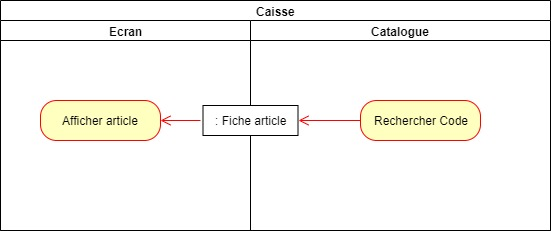 Caisse
Ecran
Catalogue
Afficher article
: Fiche article
Rechercher Code